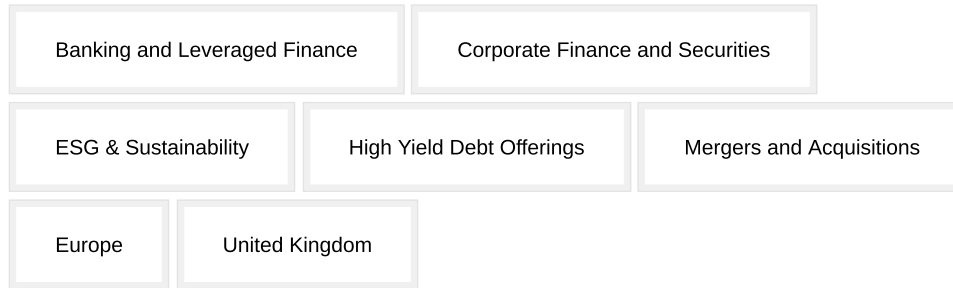 Banking and Leveraged Finance Corporate Finance and Securities
ESG & Sustainability High Yield Debt Offerings Mergers and Acquisitions
Europe United Kingdom